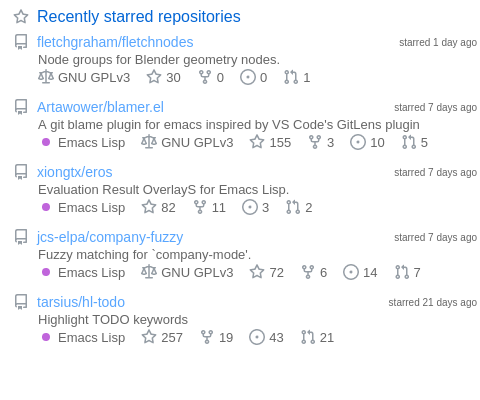 Recently starred repositories
fletchgraham/fletchnodes starred 1 day ago
Node groups for Blender geometry nodes.
GNU GPLv3 30 0 0 1
Artawower/blamer.el starred 7 days ago
A git blame plugin for emacs inspired by VS Code's GitLens plugin
Emacs Lisp GNU GPLv3 155 3 10 5
xiongtx/eros starred 7 days ago
Evaluation Result OverlayS for Emacs Lisp.
Emacs Lisp 82 11 3 2
jcs-elpa/company-fuzzy starred 7 days ago
Fuzzy matching for `company-mode'.
Emacs Lisp GNU GPLv3 72 6 14 7
tarsius/hl-todo starred 21 days ago
Highlight TODO keywords
Emacs Lisp 257 19 43 21